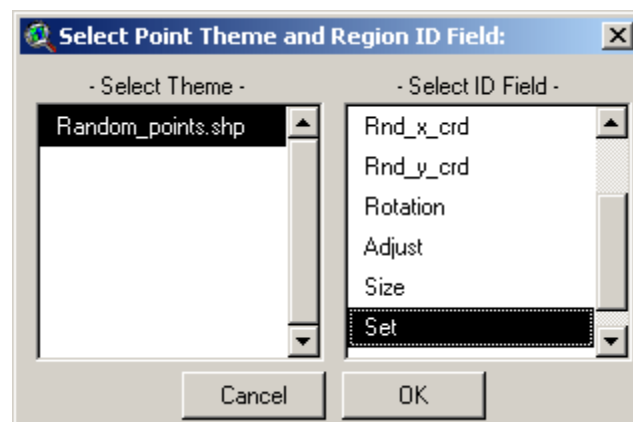 Select Point Theme and Region ID Field:
- Select Theme -
Random_points.shp
- Select ID Field -
Rnd_x_crd
Rnd_y_crd
Rotation
Adjust
Size
Set
Cancel
OK